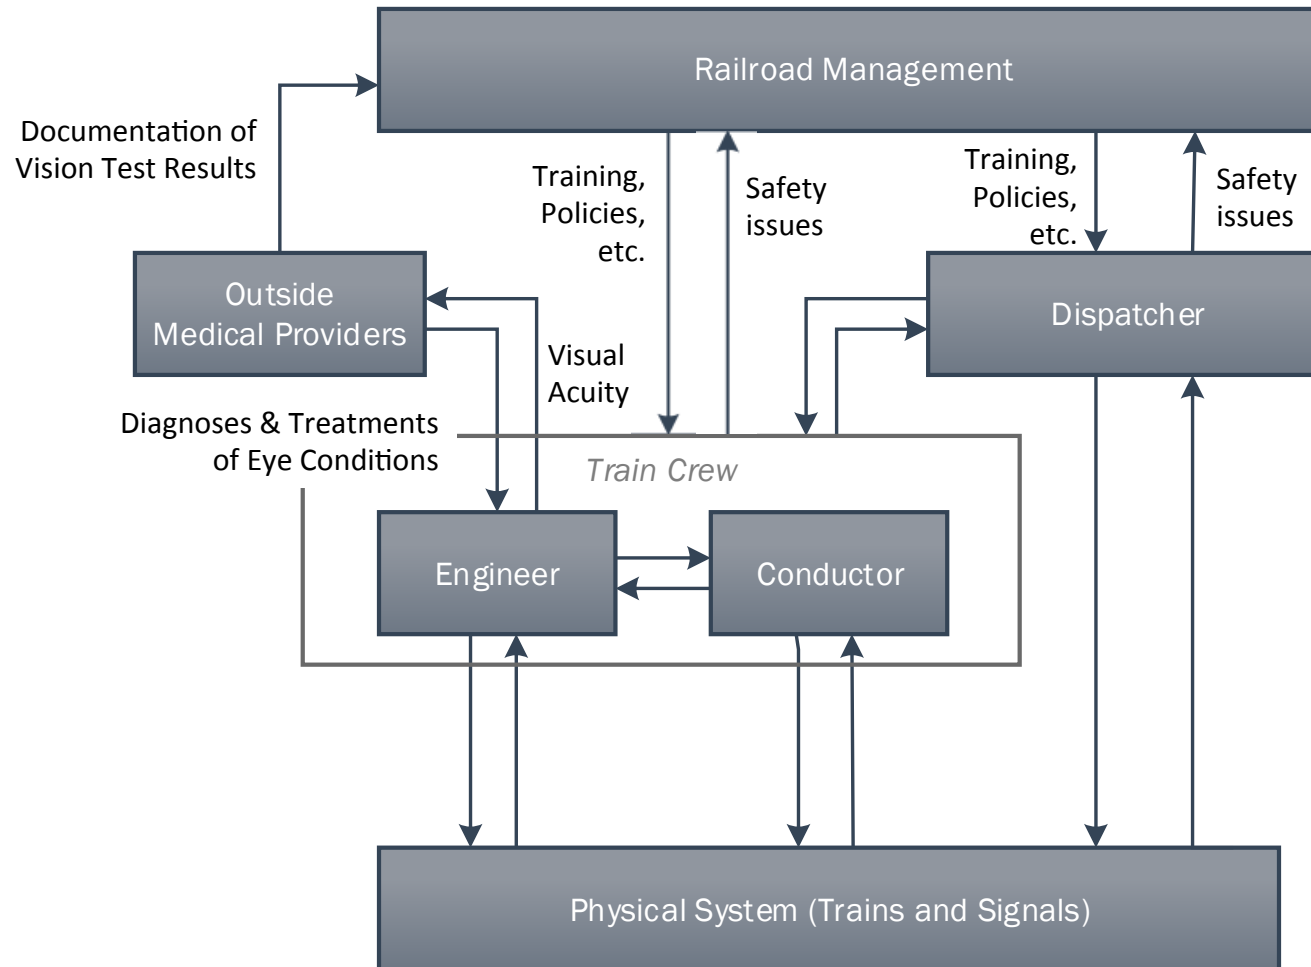 Railroad Management
Documentation of
Vision Test Results
Training,
Policies,
etc.
Safety
issues
Training,
Policies,
etc.
Safety
issues
Outside
Medical Providers
Dispatcher
Visual
Acuity
Diagnoses & Treatments
of Eye Conditions
Train Crew
Engineer
Conductor
Physical System (Trains and Signals)